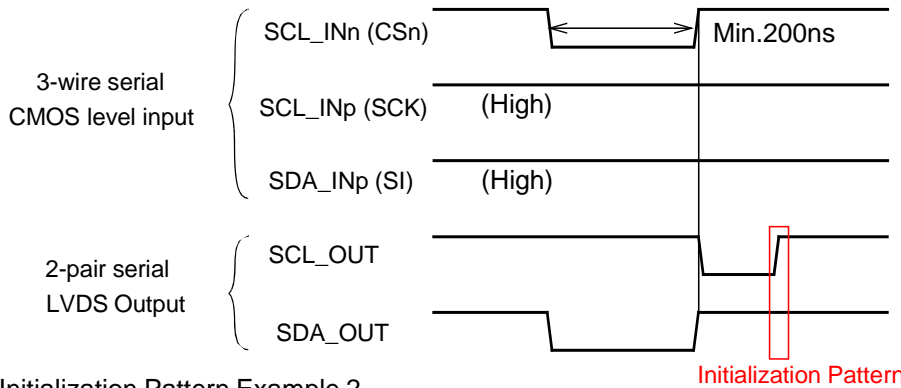 SCL_INn (CSn)
Min.200ns
3-wire serial
CMOS level input
SCL_INp (SCK)
(High)
SDA_INp (SI)
(High)
SCL_OUT
2-pair serial
LVDS Output
SDA_OUT
Initialization Pattern
Initialization Pattern Example 2